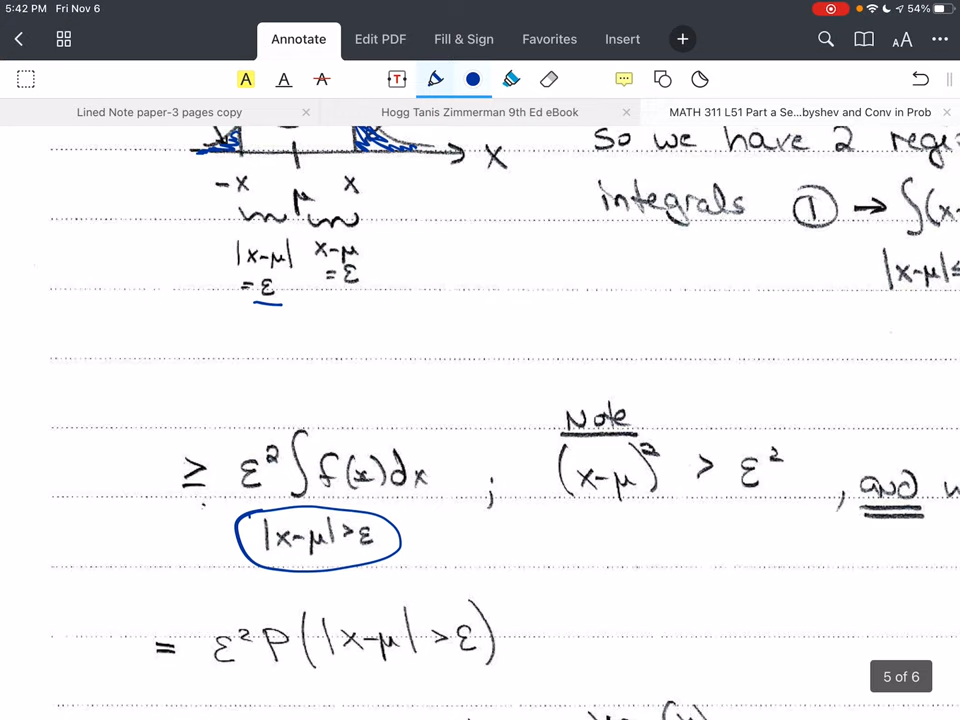 5:42 PM Fri Nov 6
54%
Annotate Edit PDF Fill & Sign Favorites Insert
Lined Note paper-3 pages copy
Hogg Tanis Zimmerman 9th Ed eBook
MATH 311 L51 Part a Se...byshev and Conv in Prob
X
-x μ x
|x-μ| x-μ
= ε = ε
so we have 2
integrals ① → ∫(x-
|x-μ|≤
Note
≥ ε² ∫ f(x)dx ; (x-μ)² > ε² , and
|x-μ|>ε
= ε² P(|x-μ|>ε)
5 of 6